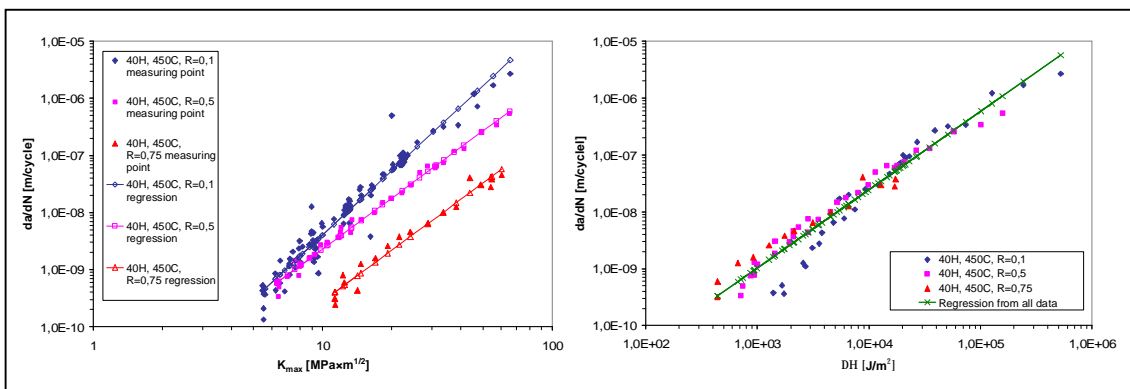 1,0E-05
1,0E-06
1,0E-07
1,0E-08
1,0E-09
1,0E-10
da/dN [m/cycle]
40H, 450C, R=0,1
measuring point
40H, 450C, R=0,5
measuring point
40H, 450C,
R=0,75 measuring
point
40H, 450C, R=0,1
regression
40H, 450C, R=0,5
regression
40H, 450C,
R=0,75 regression
1
10
100
Kmax [MPa×m1/2]
1,0E-05
1,0E-06
1,0E-07
1,0E-08
1,0E-09
1,0E-10
da/dN [m/cyclel]
40H, 450C, R=0,1
40H, 450C, R=0,5
40H, 450C, R=0,75
Regression from all data
1,0E+02
1,0E+03
1,0E+04
1,0E+05
1,0E+06
DH [J/m2]